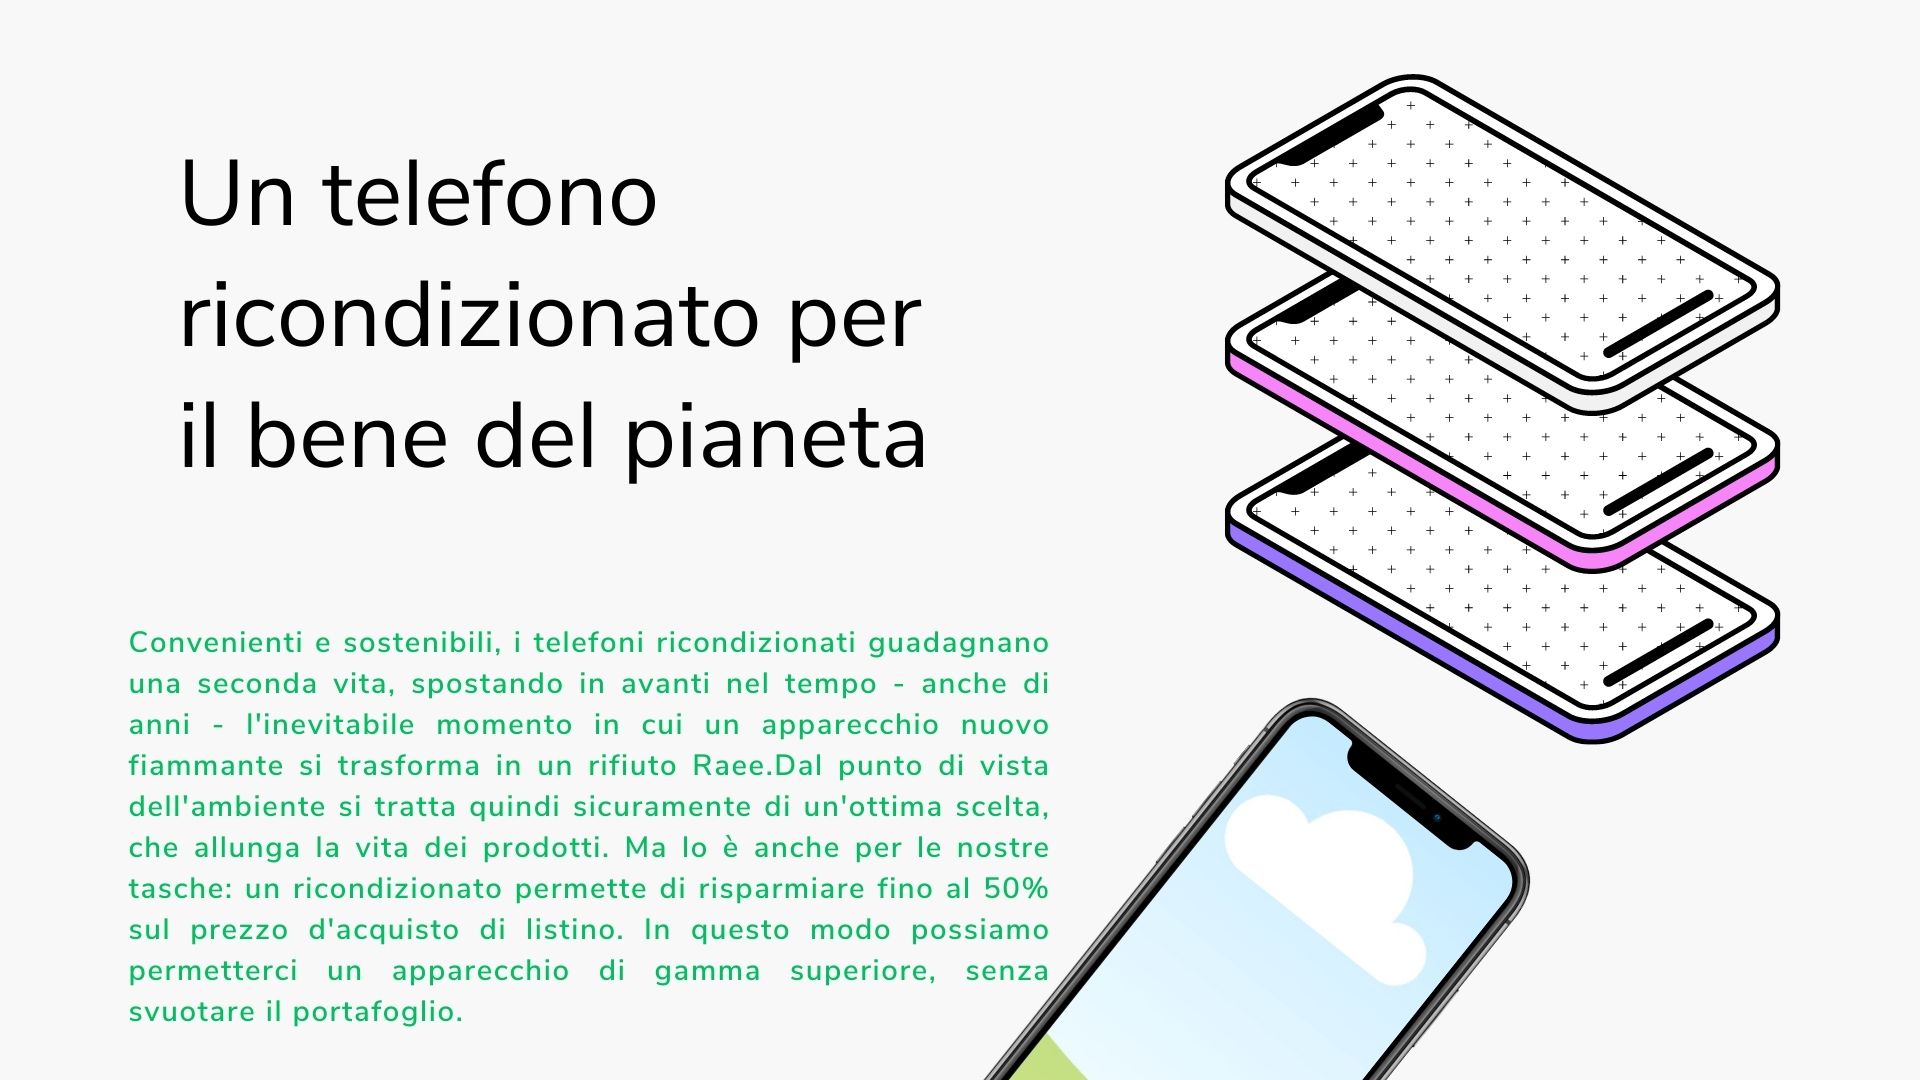 Un telefono
ricondizionato per
il bene del pianeta
Convenienti e sostenibili, i telefoni ricondizionati guadagnano
una seconda vita, spostando in avanti nel tempo - anche di
anni - l'inevitabile momento in cui un apparecchio nuovo
fiammante si trasforma in un rifiuto Raee.Dal punto di vista
dell'ambiente si tratta quindi sicuramente di un'ottima scelta,
che allunga la vita dei prodotti. Ma lo è anche per le nostre
tasche: un ricondizionato permette di risparmiare fino al 50%
sul prezzo d'acquisto di listino. In questo modo possiamo
permetterci un apparecchio di gamma superiore, senza
svuotare il portafoglio.